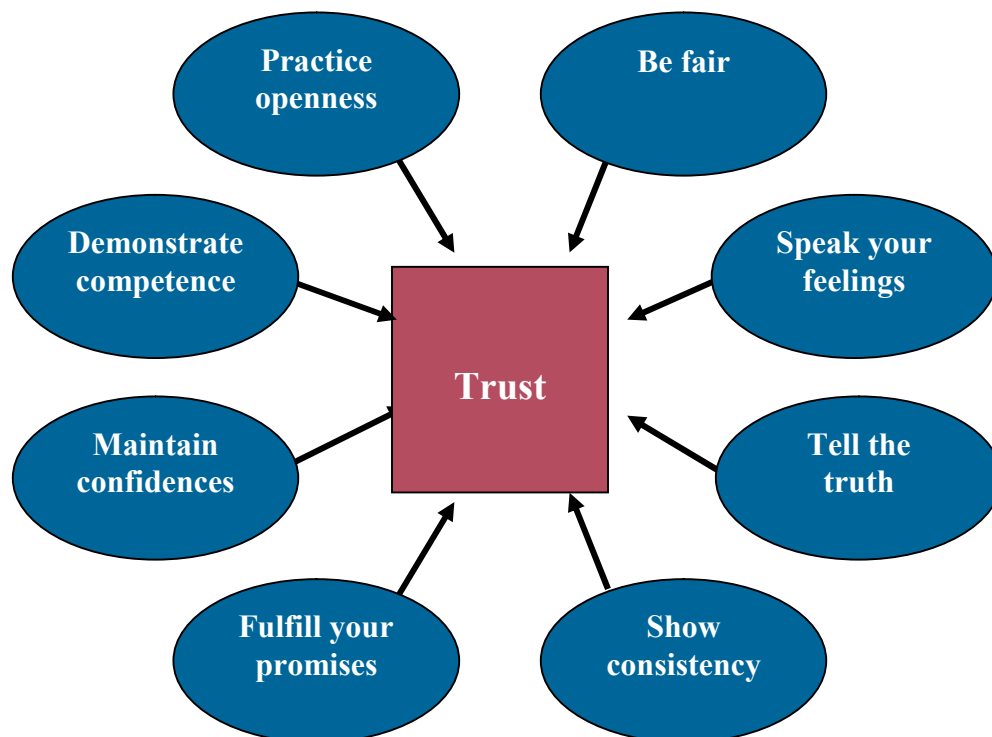 Practice
openness
Be fair
Demonstrate
competence
Speak your
feelings
Trust
Maintain
confidences
Tell the
truth
Fulfill your
promises
Show
consistency